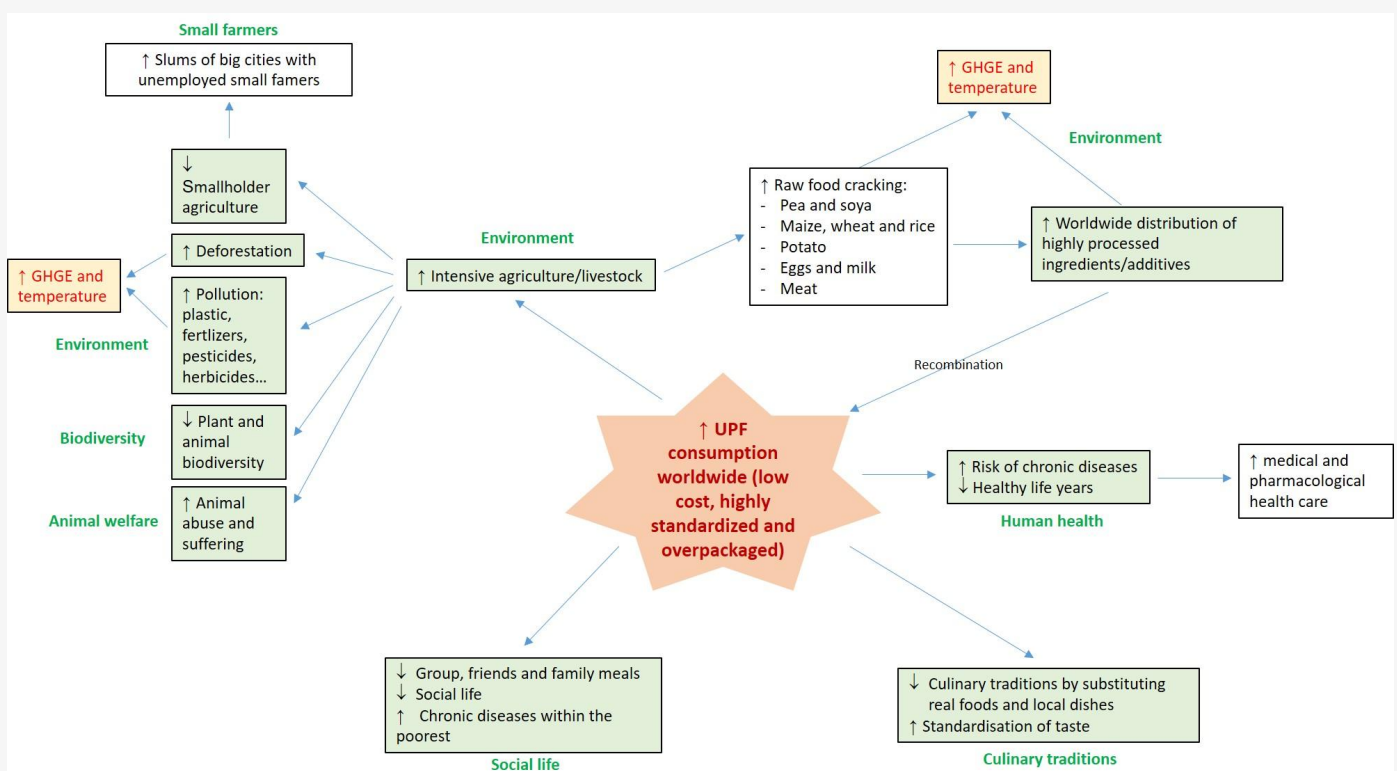 Small farmers
↑ Slums of big cities with
unemployed small famers
↓
Smallholder
agriculture
↑ Deforestation
↑ GHGE and
temperature
↑ Pollution:
plastic,
fertlizers,
pesticides,
herbicides…
Environment
Biodiversity
↓ Plant and
animal
biodiversity
Animal welfare
↑ Animal
abuse and
suffering
Environment
↑ Intensive agriculture/livestock
↑ Raw food cracking:
- Pea and soya
- Maize, wheat and rice
- Potato
- Eggs and milk
- Meat
↑ GHGE and
temperature
Environment
↑ Worldwide distribution of
highly processed
ingredients/additives
Recombination
↑ UPF
consumption
worldwide (low
cost, highly
standardized and
overpackaged)
↑ Risk of chronic diseases
↓ Healthy life years
Human health
↑ medical and
pharmacological
health care
↓ Group, friends and family meals
↓ Social life
↑ Chronic diseases within the
poorest
Social life
↓ Culinary traditions by substituting
real foods and local dishes
↑ Standardisation of taste
Culinary traditions